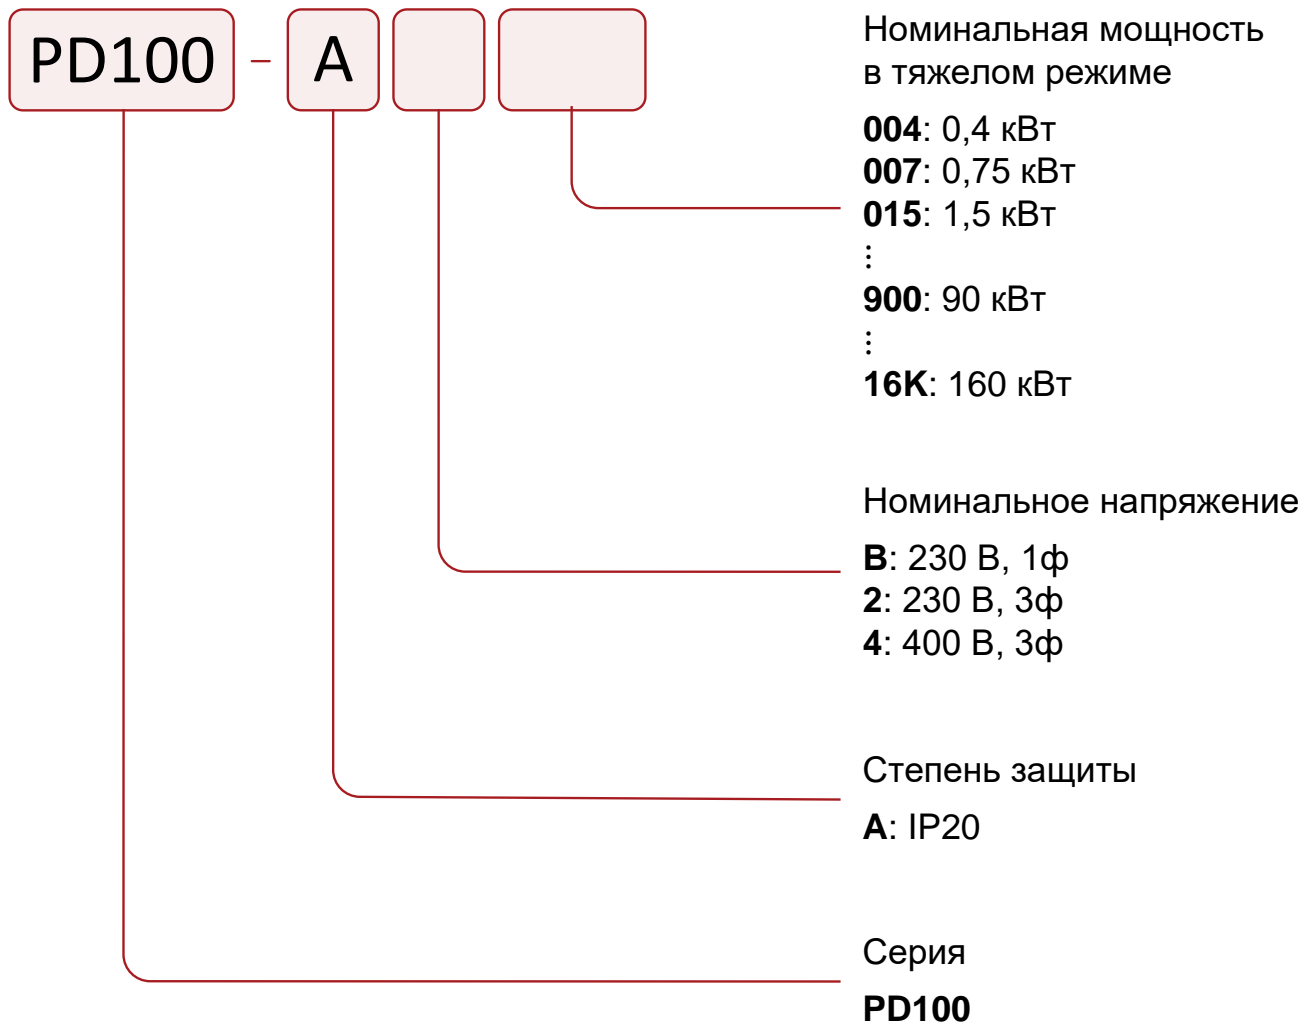 PD100 – A
Номинальная мощность
в тяжелом режиме
004: 0,4 кВт
007: 0,75 кВт
015: 1,5 кВт
⋮
900: 90 кВт
⋮
16K: 160 кВт
Номинальное напряжение
B: 230 В, 1ф
2: 230 В, 3ф
4: 400 В, 3ф
Степень защиты
A: IP20
Серия
PD100